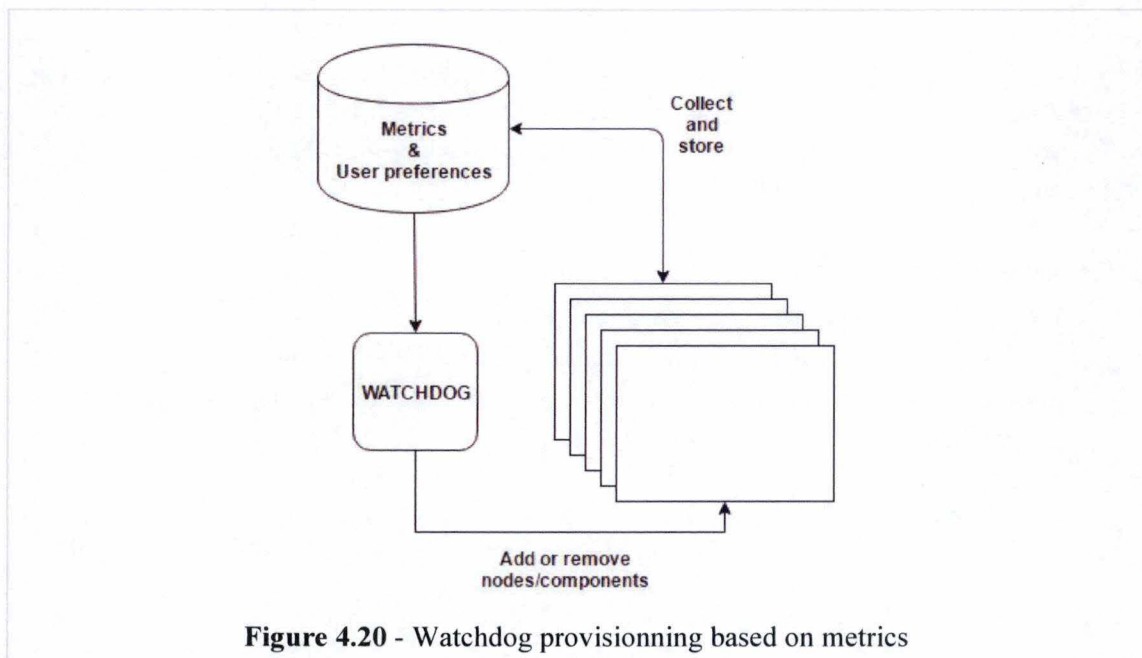 Metrics
&
User preferences
Collect
and
store
WATCHDOG
Add or remove
nodes/components
Figure 4.20 - Watchdog provisionning based on metrics